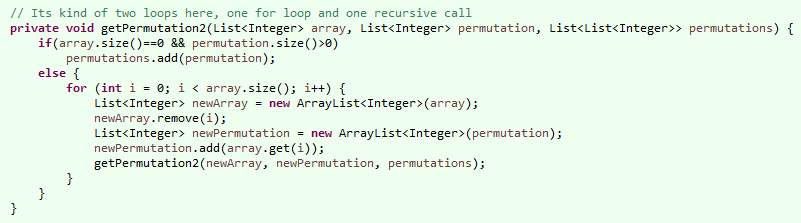 // Its kind of two loops here, one for loop and one recursive call
private void getPermutation2(List<Integer> array, List<Integer> permutation, List<List<Integer>> permutations) {
    if(array.size()==0 && permutation.size()>0)
        permutations.add(permutation);
    else {
        for (int i = 0; i < array.size(); i++) {
            List<Integer> newArray = new ArrayList<Integer>(array);
            newArray.remove(i);
            List<Integer> newPermutation = new ArrayList<Integer>(permutation);
            newPermutation.add(array.get(i));
            getPermutation2(newArray, newPermutation, permutations);
        }
    }
}